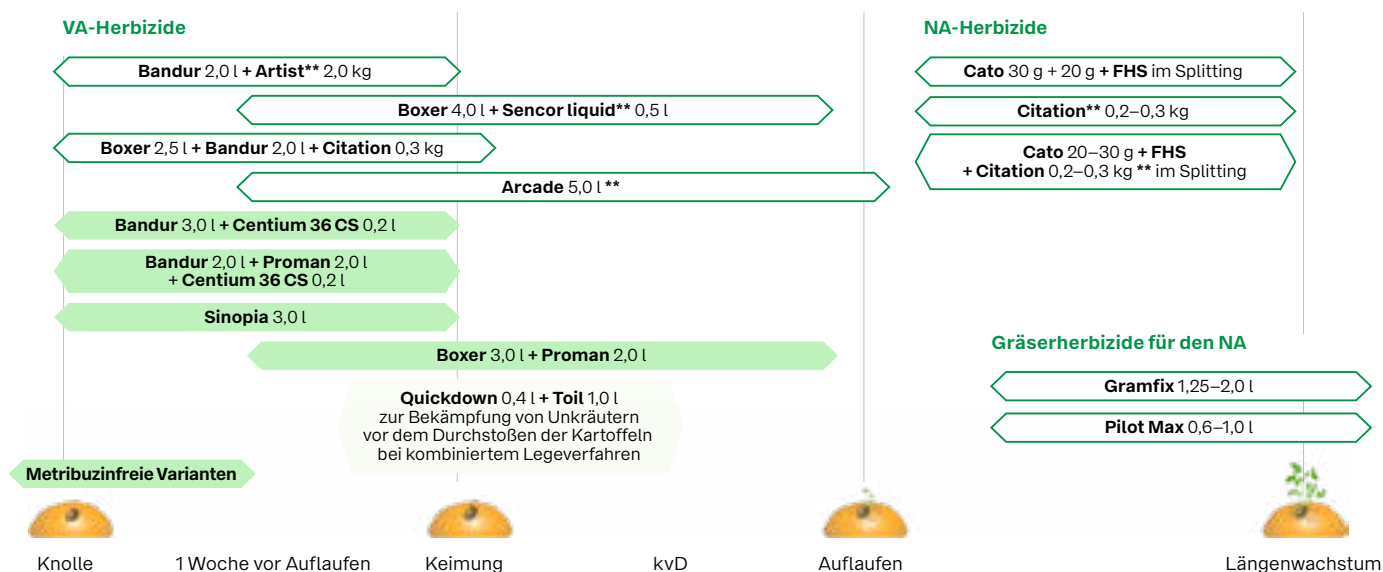 VA-Herbizide
Bandur 2,0 l + Artist** 2,0 kg
Boxer 4,0 l + Sencor liquid** 0,5 l
Boxer 2,5 l + Bandur 2,0 l + Citation 0,3 kg
Arcade 5,0 l **
Bandur 3,0 l + Centium 36 CS 0,2 l
Bandur 2,0 l + Proman 2,0 l
+ Centium 36 CS 0,2 l
Sinopia 3,0 l
Boxer 3,0 l + Proman 2,0 l
Quickdown 0,4 l + Toil 1,0 l
zur Bekämpfung von Unkräutern
vor dem Durchstoßen der Kartoffeln
bei kombiniertem Legeverfahren
Metribuzinfreie Varianten
NA-Herbizide
Cato 30 g + 20 g + FHS im Splitting
Citation** 0,2–0,3 kg
Cato 20–30 g + FHS
+ Citation 0,2–0,3 kg ** im Splitting
Gräserherbizide für den NA
Gramfix 1,25–2,0 l
Pilot Max 0,6–1,0 l
Knolle 1 Woche vor Auflaufen Keimung kvD Auflaufen Längenwachstum